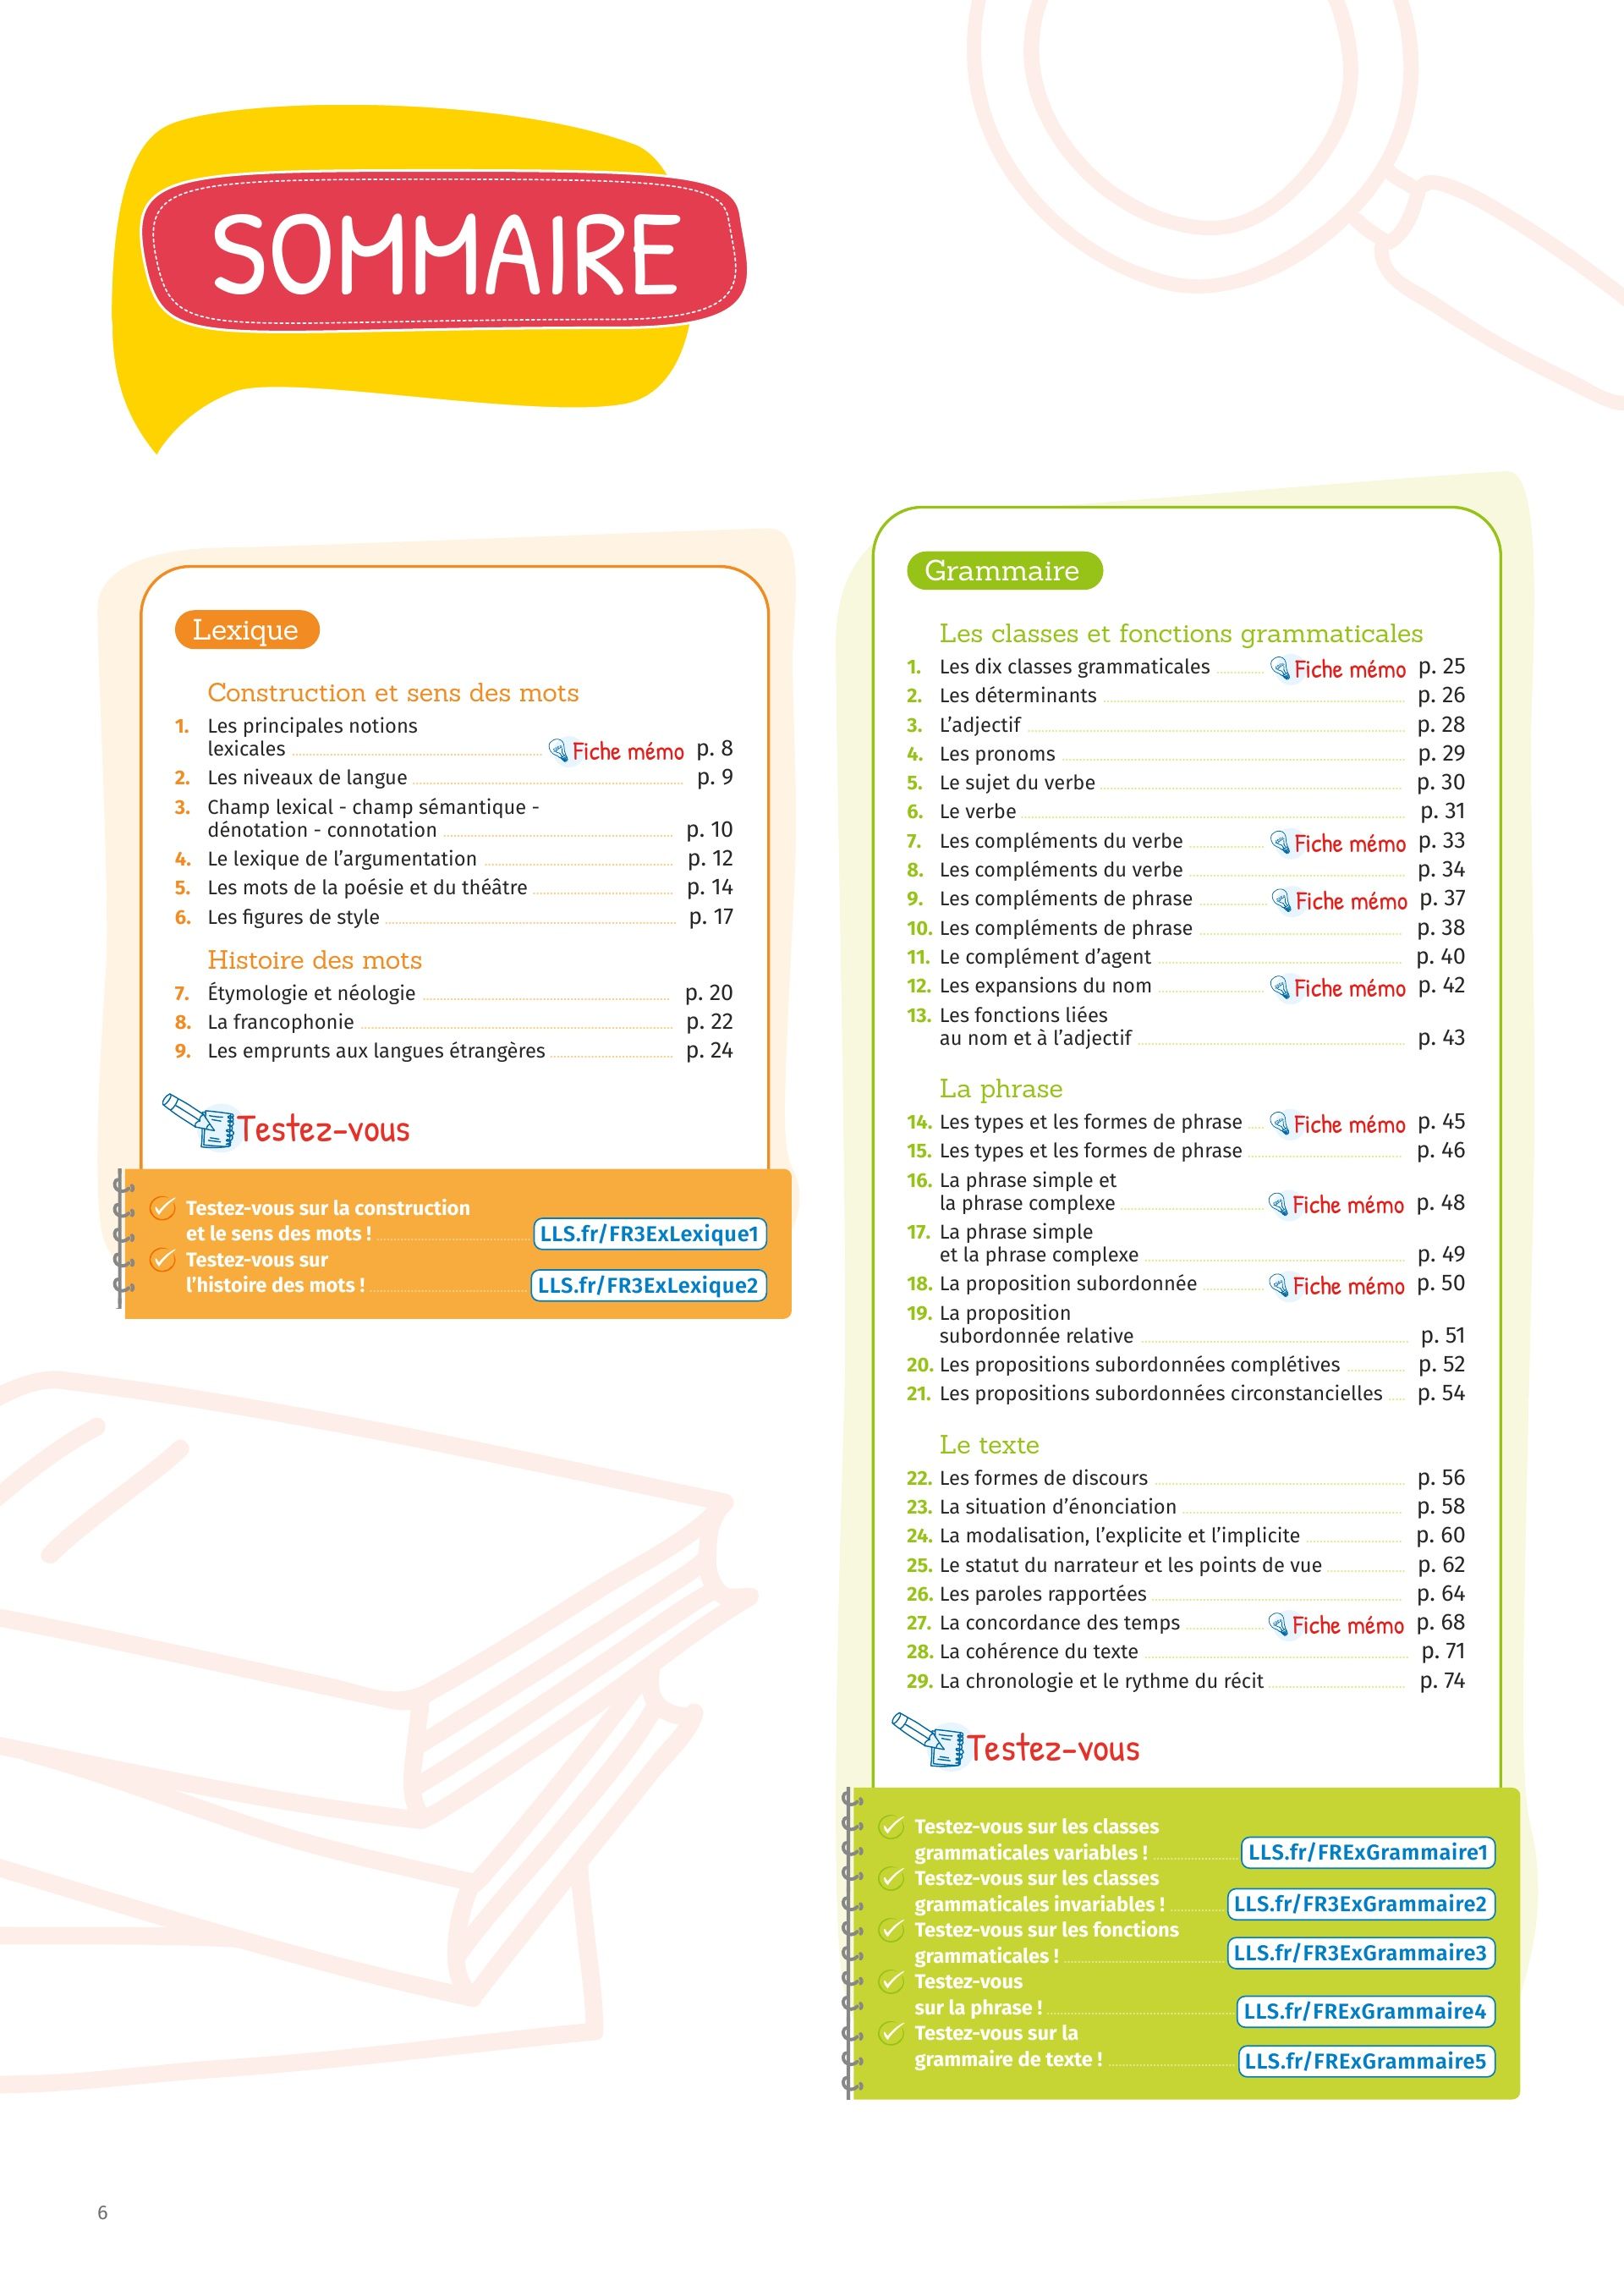 SOMMAIRE
Lexique
Construction et sens des mots
1. Les principales notions
lexicales Fiche mémo p. 8
2. Les niveaux de langue p. 9
3. Champ lexical - champ sémantique -
dénotation - connotation p. 10
4. Le lexique de l'argumentation p. 12
5. Les mots de la poésie et du théâtre p. 14
6. Les figures de style p. 17
Histoire des mots
7. Étymologie et néologie p. 20
8. La francophonie p. 22
9. Les emprunts aux langues étrangères p. 24
Testez-vous
Testez-vous sur la construction
et le sens des mots ! LLS.fr/FR3ExLexique1
Testez-vous sur
l'histoire des mots ! LLS.fr/FR3ExLexique2
Grammaire
Les classes et fonctions grammaticales
1. Les dix classes grammaticales Fiche mémo p. 25
2. Les déterminants p. 26
3. L'adjectif p. 28
4. Les pronoms p. 29
5. Le sujet du verbe p. 30
6. Le verbe p. 31
7. Les compléments du verbe Fiche mémo p. 33
8. Les compléments du verbe p. 34
9. Les compléments de phrase Fiche mémo p. 37
10. Les compléments de phrase p. 38
11. Le complément d'agent p. 40
12. Les expansions du nom Fiche mémo p. 42
13. Les fonctions liées
au nom et à l'adjectif p. 43
La phrase
14. Les types et les formes de phrase Fiche mémo p. 45
15. Les types et les formes de phrase p. 46
16. La phrase simple et
la phrase complexe Fiche mémo p. 48
17. La phrase simple
et la phrase complexe p. 49
18. La proposition subordonnée Fiche mémo p. 50
19. La proposition
subordonnée relative p. 51
20. Les propositions subordonnées complétives p. 52
21. Les propositions subordonnées circonstancielles p. 54
Le texte
22. Les formes de discours p. 56
23. La situation d'énonciation p. 58
24. La modalisation, l'explicite et l'implicite p. 60
25. Le statut du narrateur et les points de vue p. 62
26. Les paroles rapportées p. 64
27. La concordance des temps Fiche mémo p. 68
28. La cohérence du texte p. 71
29. La chronologie et le rythme du récit p. 74
Testez-vous
Testez-vous sur les classes
grammaticales variables ! LLS.fr/FRExGrammaire1
Testez-vous sur les classes
grammaticales invariables ! LLS.fr/FR3ExGrammaire2
Testez-vous sur les fonctions
grammaticales ! LLS.fr/FR3ExGrammaire3
Testez-vous
sur la phrase ! LLS.fr/FRExGrammaire4
Testez-vous sur la
grammaire de texte ! LLS.fr/FRExGrammaire5
6